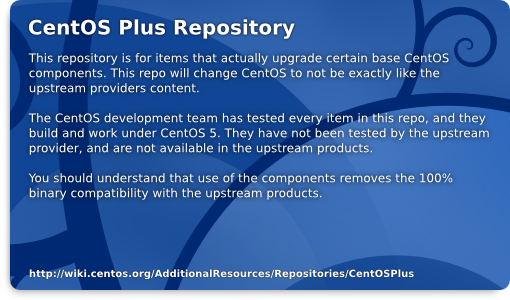 CentOS Plus Repository
This repository is for items that actually upgrade certain base CentOS
components. This repo will change CentOS to not be exactly like the
upstream providers content.
The CentOS development team has tested every item in this repo, and they
build and work under CentOS 5. They have not been tested by the upstream
provider, and are not available in the upstream products.
You should understand that use of the components removes the 100%
binary compatibility with the upstream products.
http://wiki.centos.org/AdditionalResources/Repositories/CentOSPlus